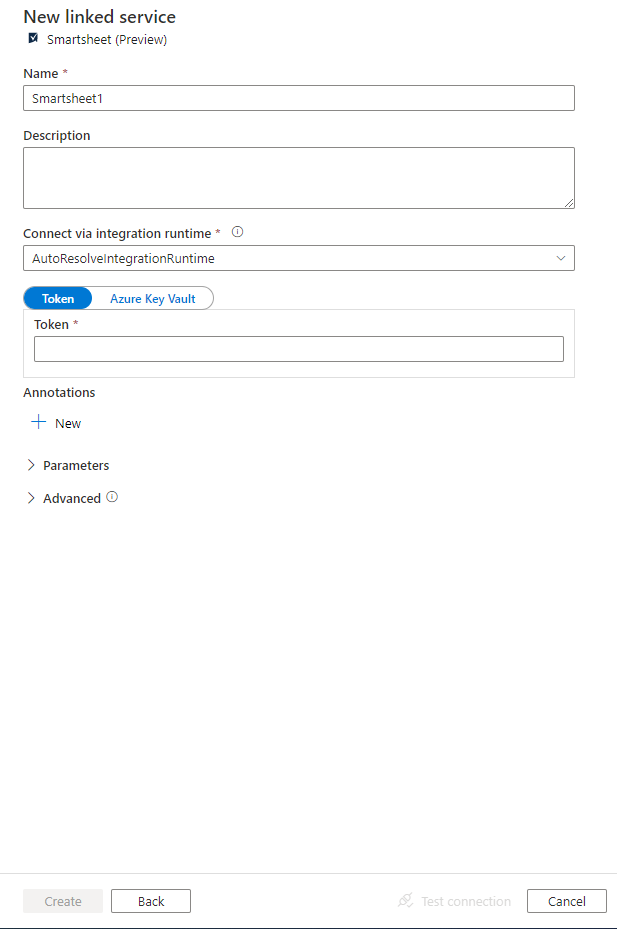 New linked service
Smartsheet (Preview)
Name *
Smartsheet1
Description
Connect via integration runtime *
AutoResolveIntegrationRuntime
Token Azure Key Vault
Token *
Annotations
New
Parameters
Advanced
Create Back Test connection Cancel